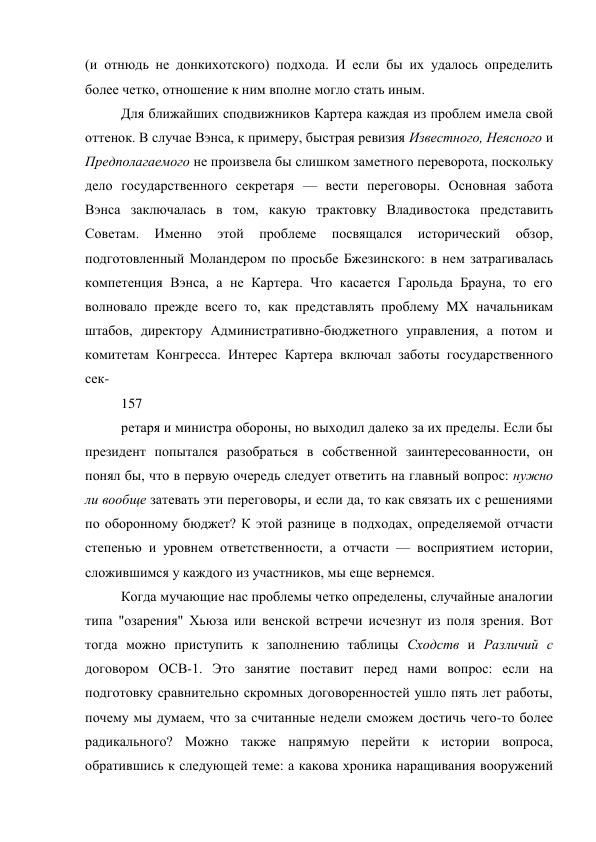 (и отнюдь не донкихотского) подхода. И если бы их удалось определить
более четко, отношение к ним вполне могло стать иным.
Для ближайших сподвижников Картера каждая из проблем имела свой
оттенок. В случае Вэнса, к примеру, быстрая ревизия Известного, Неясного и
Предполагаемого не произвела бы слишком заметного переворота, поскольку
дело государственного секретаря — вести переговоры. Основная забота
Вэнса заключалась в том, какую трактовку Владивостока представить
Советам. Именно этой проблеме посвящался исторический обзор,
подготовленный Моландером по просьбе Бжезинского: в нем затрагивалась
компетенция Вэнса, а не Картера. Что касается Гарольда Брауна, то его
волновало прежде всего то, как представлять проблему МХ начальникам
штабов, директору Административно-бюджетного управления, а потом и
комитетам Конгресса. Интерес Картера включал заботы государственного
сек-
157
ретаря и министра обороны, но выходил далеко за их пределы. Если бы
президент попытался разобраться в собственной заинтересованности, он
понял бы, что в первую очередь следует ответить на главный вопрос: нужно
ли вообще затевать эти переговоры, и если да, то как связать их с решениями
по оборонному бюджет? К этой разнице в подходах, определяемой отчасти
степенью и уровнем ответственности, а отчасти — восприятием истории,
сложившимся у каждого из участников, мы еще вернемся.
Когда мучающие нас проблемы четко определены, случайные аналогии
типа "озарения" Хьюза или венской встречи исчезнут из поля зрения. Вот
тогда можно приступить к заполнению таблицы Сходств и Различий с
договором ОСВ-1. Это занятие поставит перед нами вопрос: если на
подготовку сравнительно скромных договоренностей ушло пять лет работы,
почему мы думаем, что за считанные недели сможем достичь чего-то более
радикального? Можно также напрямую перейти к истории вопроса,
обратившись к следующей теме: а какова хроника наращивания вооружений